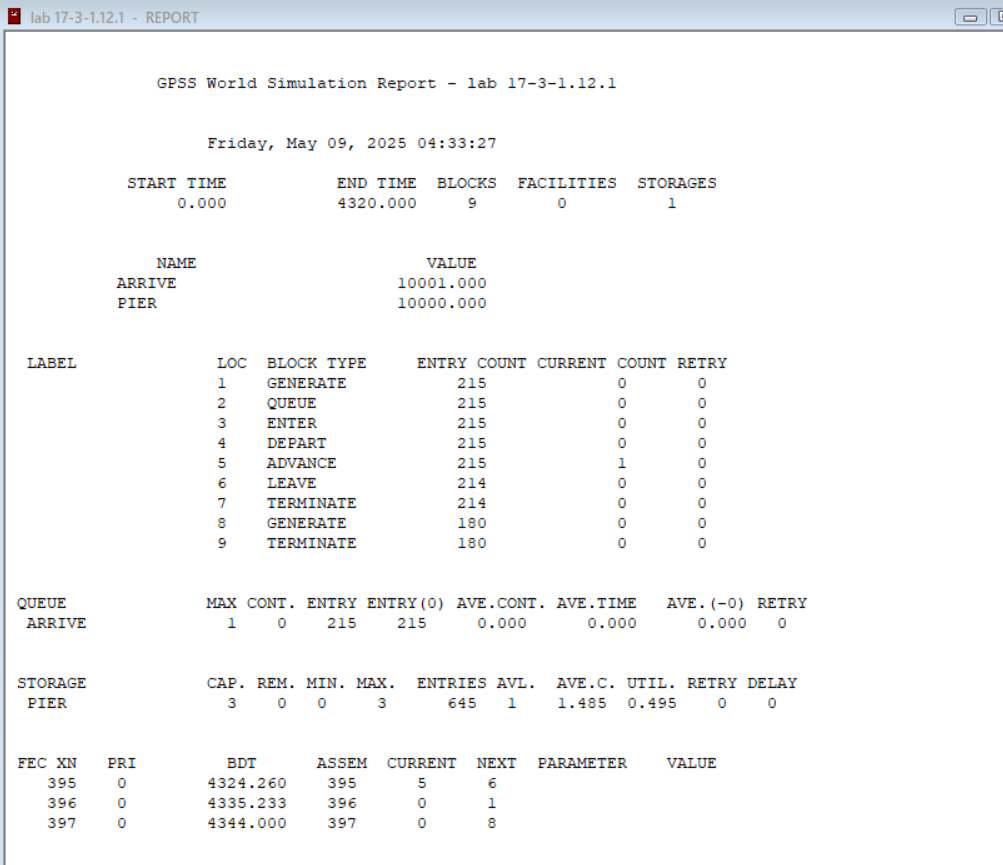 lab 17-3-1.12.1 - REPORT
GPSS World Simulation Report - lab 17-3-1.12.1
Friday, May 09, 2025 04:33:27
START TIME END TIME BLOCKS FACILITIES STORAGES
0.000 4320.000 9 0 1
NAME VALUE
ARRIVE 10001.000
PIER 10000.000
LABEL LOC BLOCK TYPE ENTRY COUNT CURRENT COUNT RETRY
1 GENERATE 215 0 0
2 QUEUE 215 0 0
3 ENTER 215 0 0
4 DEPART 215 0 0
5 ADVANCE 215 1 0
6 LEAVE 214 0 0
7 TERMINATE 214 0 0
8 GENERATE 180 0 0
9 TERMINATE 180 0 0
QUEUE MAX CONT. ENTRY ENTRY(0) AVE.CONT. AVE.TIME AVE.(-0) RETRY
ARRIVE 1 0 215 215 0.000 0.000 0.000 0
STORAGE CAP. REM. MIN. MAX. ENTRIES AVL. AVE.C. UTIL. RETRY DELAY
PIER 3 0 0 3 645 1 1.485 0.495 0 0
FEC XN PRI BDT ASSEM CURRENT NEXT PARAMETER VALUE
395 0 4324.260 395 5 6
396 0 4335.233 396 0 1
397 0 4344.000 397 0 8